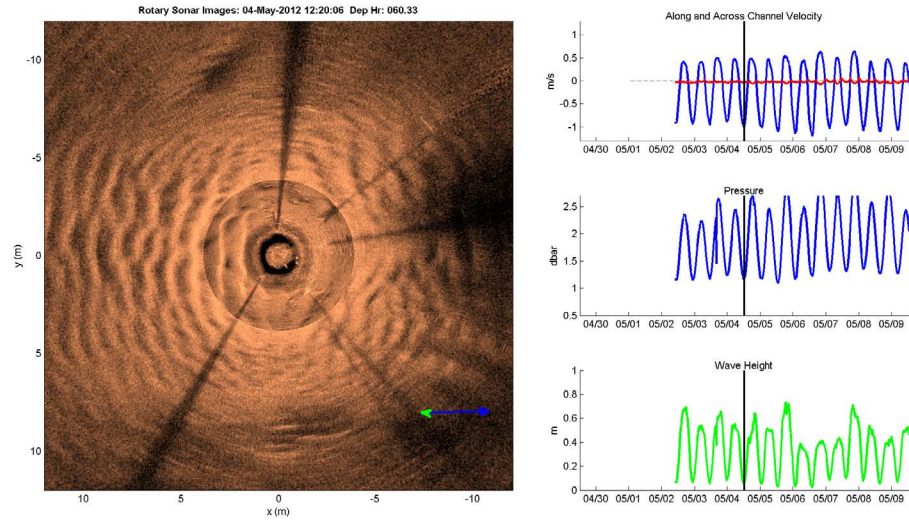 Rotary Sonar Images: 04-May-2012 12:20:06 Dep Hr: 060.33
-10
-5
0
5
10
y (m)
10
5
0
-5
-10
x (m)
Along and Across Channel Velocity
1
0.5
0
-0.5
-1
m/s
04/30 05/01 05/02 05/03 05/04 05/05 05/06 05/07 05/08 05/09
Pressure
2.5
2
1.5
1
0.5
dbar
04/30 05/01 05/02 05/03 05/04 05/05 05/06 05/07 05/08 05/09
Wave Height
1
0.8
0.6
0.4
0.2
0
m
04/30 05/01 05/02 05/03 05/04 05/05 05/06 05/07 05/08 05/09